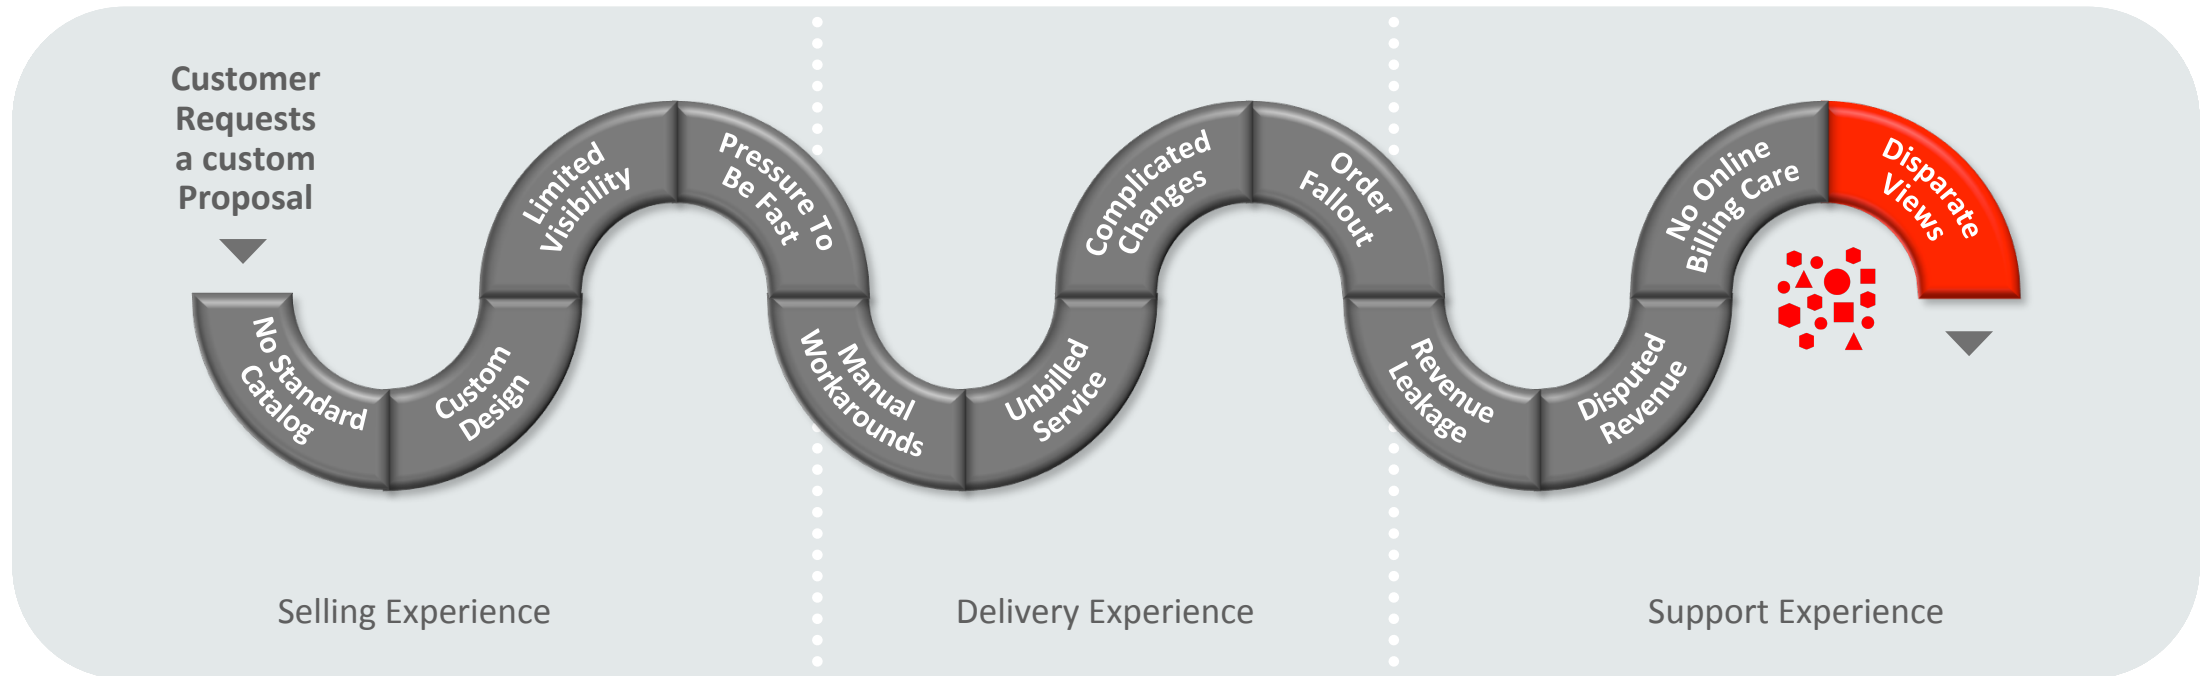 Customer
Requests
a custom
Proposal
No Standard
Catalog
Custom
Design
Limited
Visibility
Pressure To
Be Fast
Manual
Workarounds
Unbilled
Service
Complicated
Changes
Order
Fallout
Revenue
Leakage
Disputed
Revenue
No Online
Billing Care
Disparate
Views
Selling Experience
Delivery Experience
Support Experience